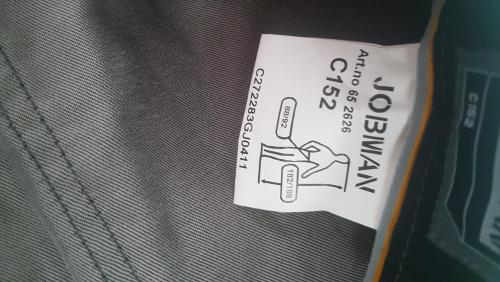 JOBMAN
Art.no 65 2626
C152
88/92
182/188
C272283GJ0411
C152